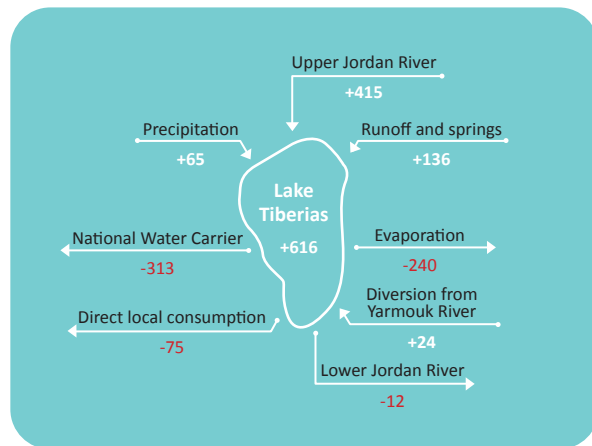 Upper Jordan River
+415
Precipitation
+65
Runoff and springs
+136
Lake
Tiberias
+616
National Water Carrier
-313
Evaporation
-240
Direct local consumption
-75
Diversion from
Yarmouk River
+24
Lower Jordan River
-12